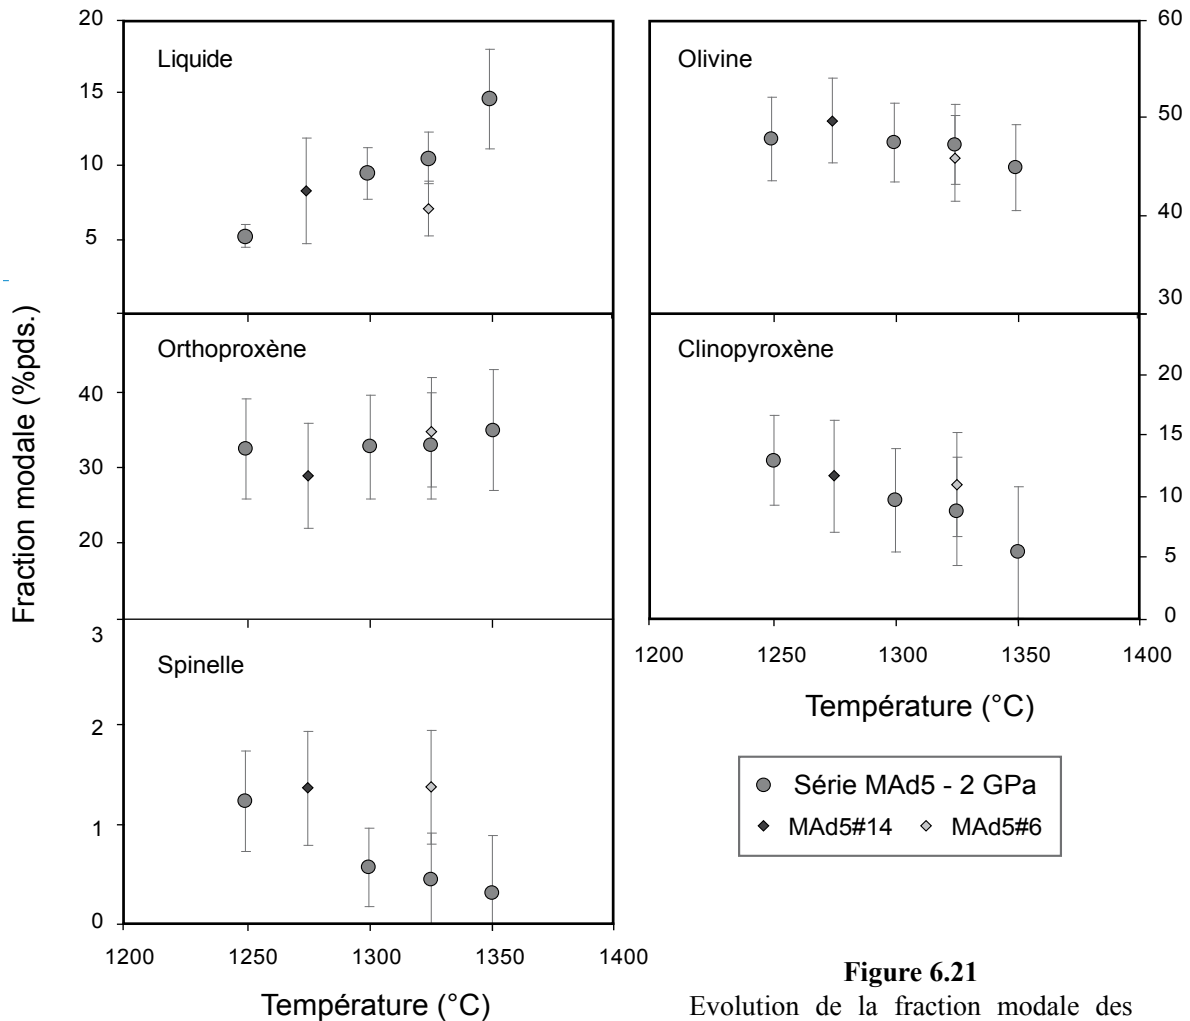 Fraction modale (%pds.)
20
15
10
5
Liquide
60
50
40
30
Olivine
40
30
20
Orthoproxène
20
15
10
5
0
Clinopyroxène
1200 1250 1300 1350 1400
Température (°C)
3
2
1
0
Spinelle
1200 1250 1300 1350 1400
Température (°C)
Série MAd5 - 2 GPa
MAd5#14 MAd5#6
Figure 6.21
Evolution de la fraction modale des